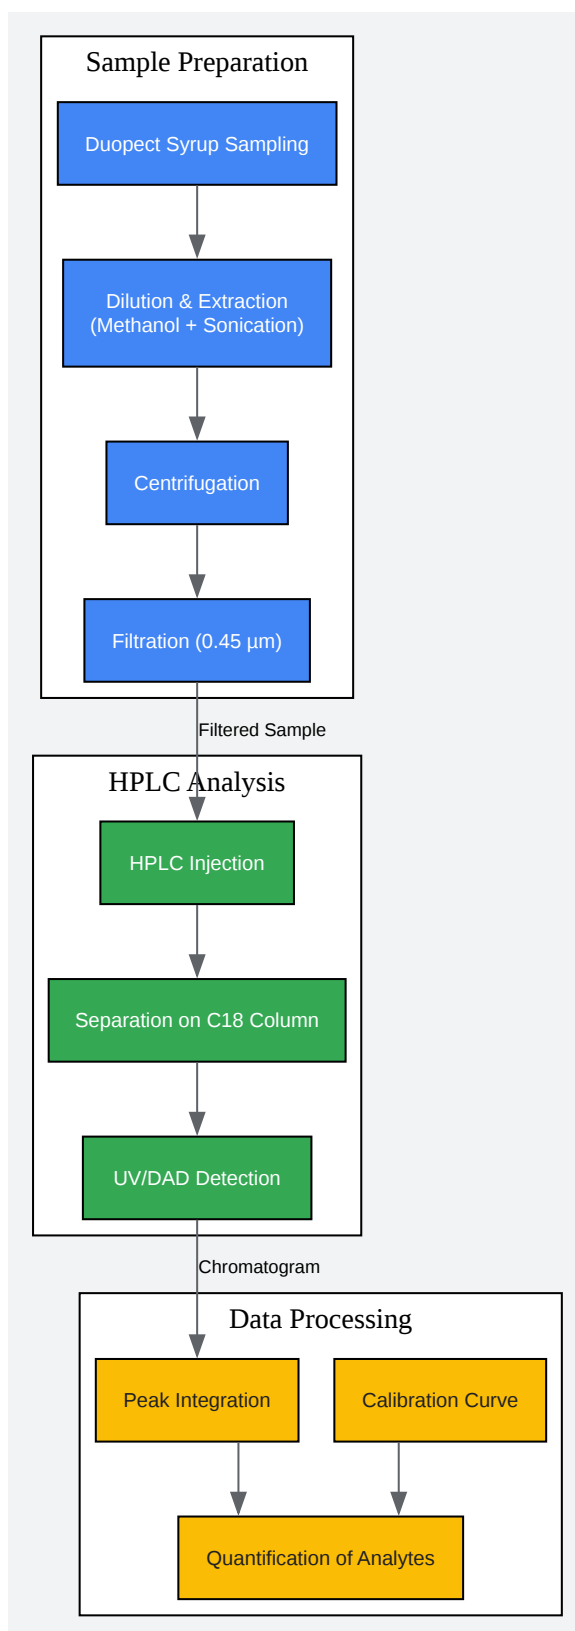 Sample Preparation
Duopect Syrup Sampling
Dilution & Extraction
(Methanol + Sonication)
Centrifugation
Filtration (0.45 µm)
Filtered Sample
HPLC Analysis
HPLC Injection
Separation on C18 Column
UV/DAD Detection
Chromatogram
Data Processing
Peak Integration
Calibration Curve
Quantification of Analytes